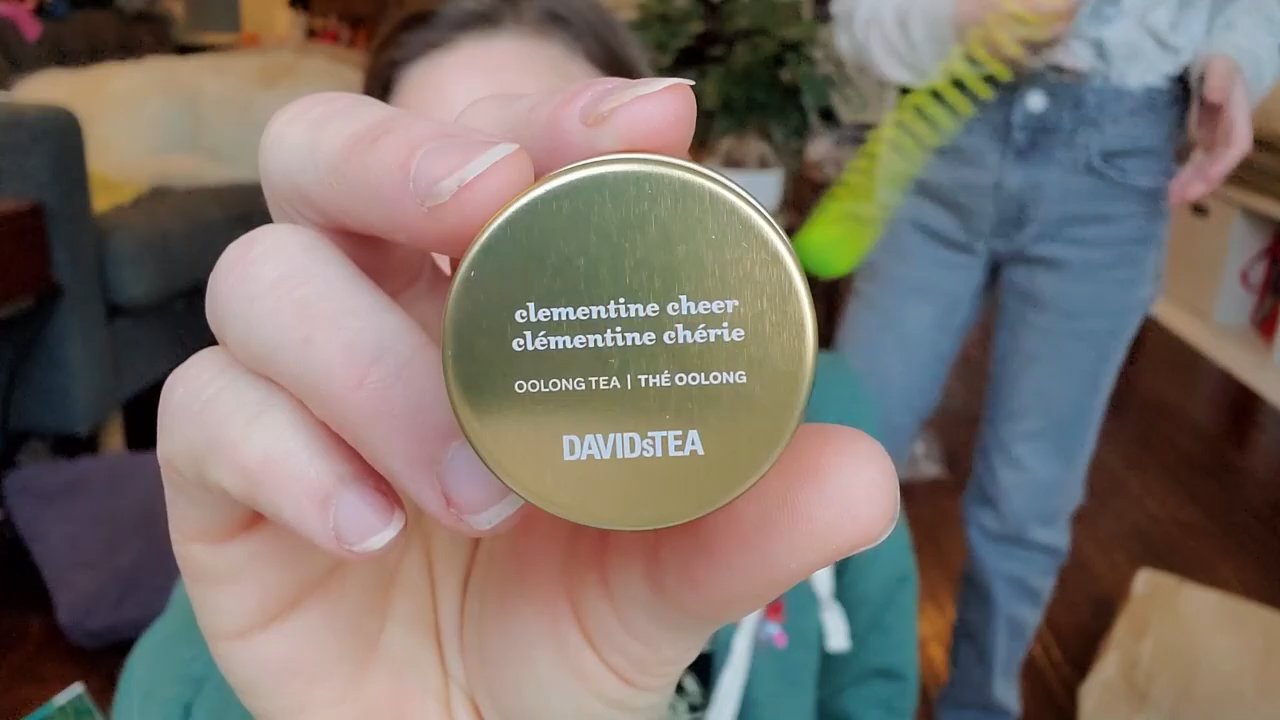 clementine cheer
clémentine chérie
OOLONG TEA | THÉ OOLONG
DAVIDsTEA